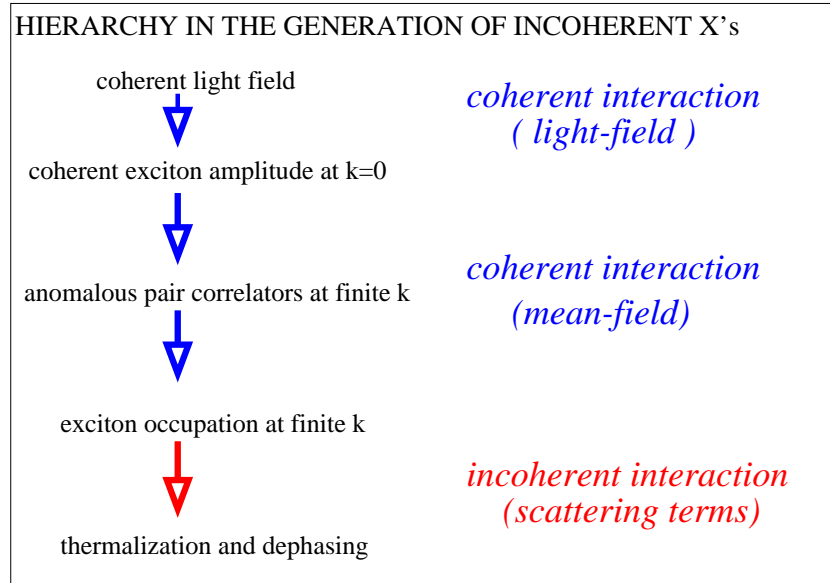 HIERARCHY IN THE GENERATION OF INCOHERENT X's
coherent light field
coherent interaction
( light-field )
coherent exciton amplitude at k=0
coherent interaction
anomalous pair correlators at finite k
(mean-field)
exciton occupation at finite k
incoherent interaction
(scattering terms)
thermalization and dephasing